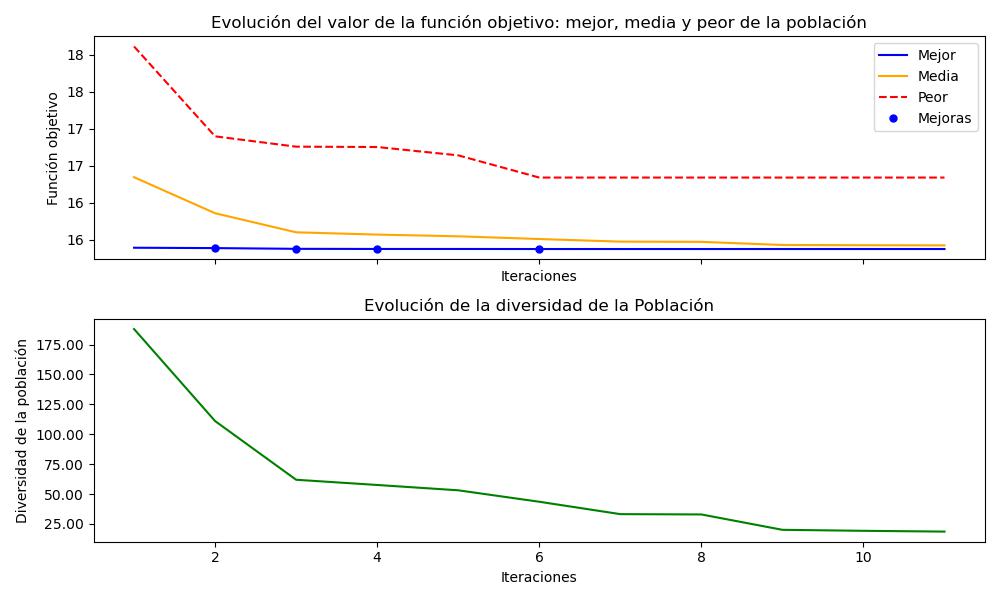 Evolución del valor de la función objetivo: mejor, media y peor de la población
Función objetivo
18
18
17
17
16
16
Mejor
Media
Peor
Mejoras
Iteraciones
Evolución de la diversidad de la Población
Diversidad de la población
175.00
150.00
125.00
100.00
75.00
50.00
25.00
2 4 6 8 10
Iteraciones